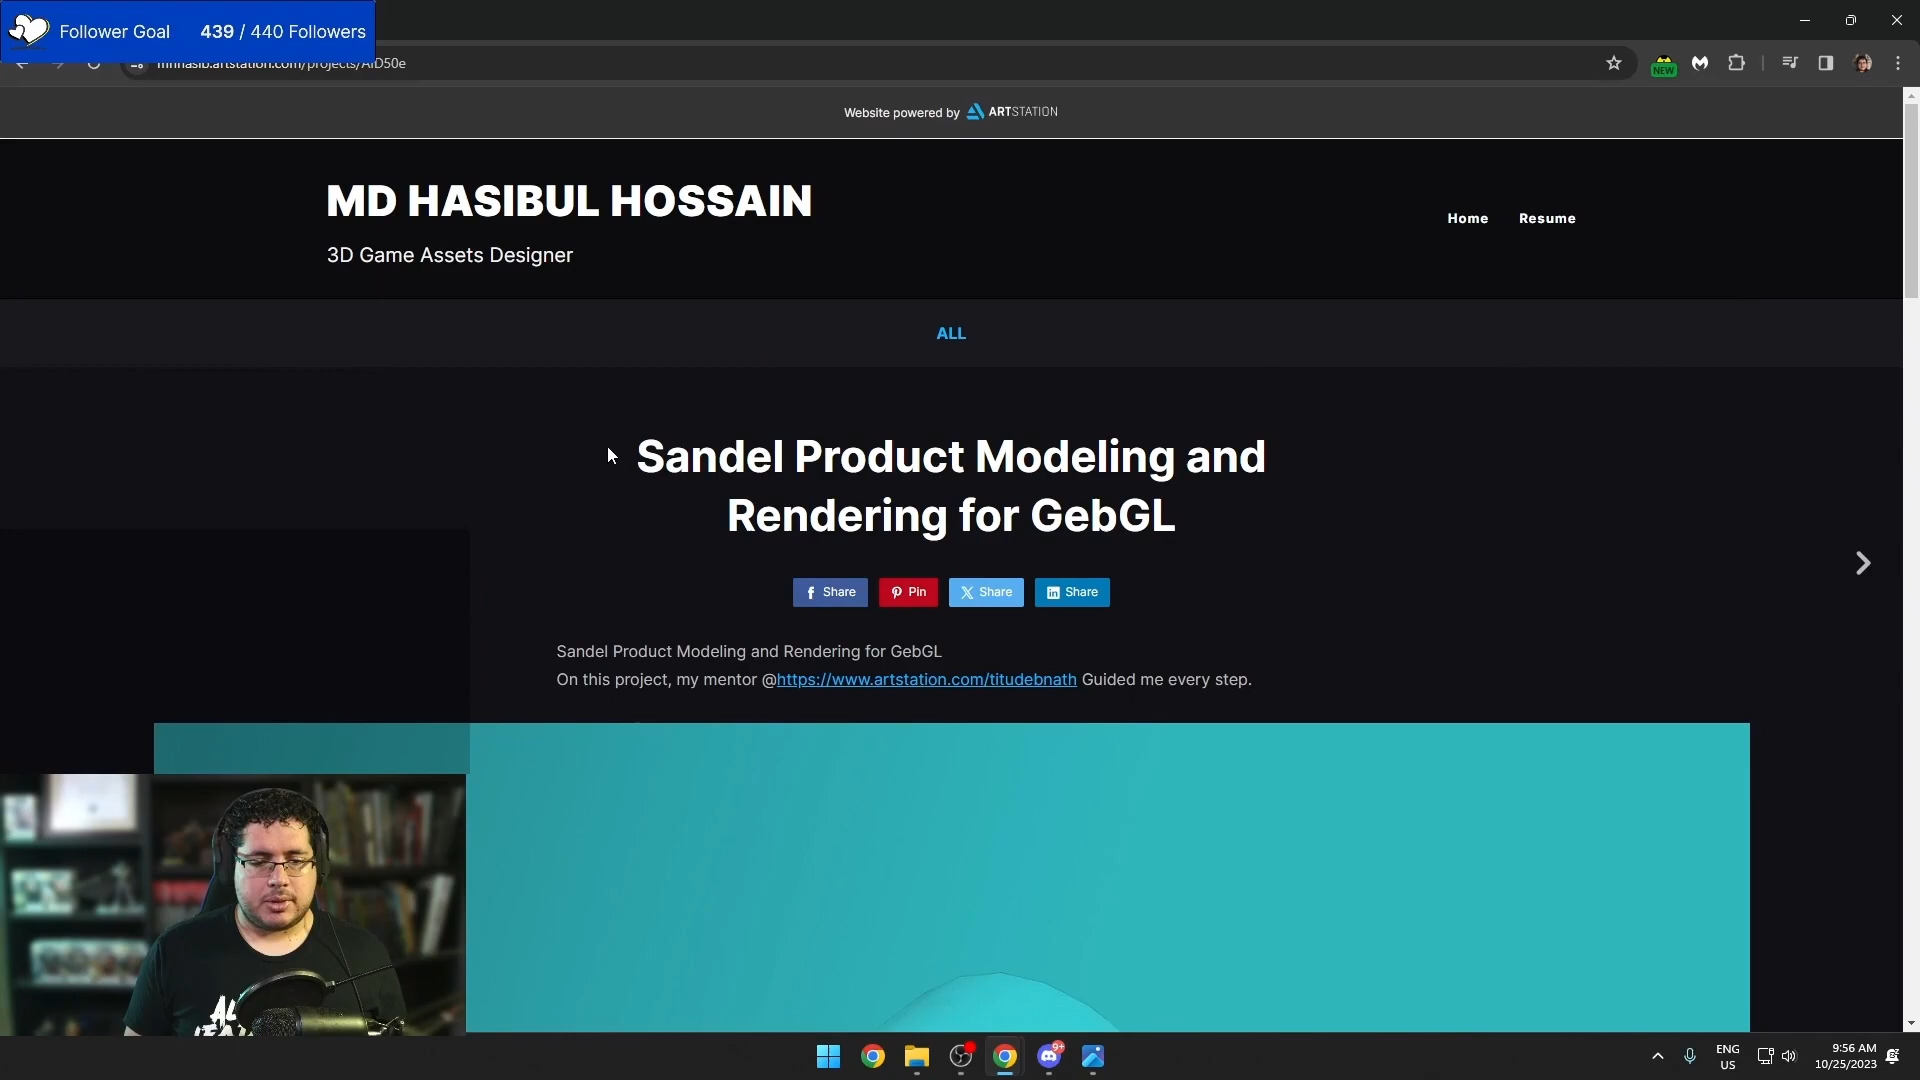 Follower Goal 439 / 440 Followers
Website powered by ARTSTATION
MD HASIBUL HOSSAIN
3D Game Assets Designer
Home Resume
ALL
Sandel Product Modeling and
Rendering for GebGL
Share Pin Share Share
Sandel Product Modeling and Rendering for GebGL
On this project, my mentor @https://www.artstation.com/titudebnath Guided me every step.
NEW
9+
ENG
US
9:56 AM
10/25/2023